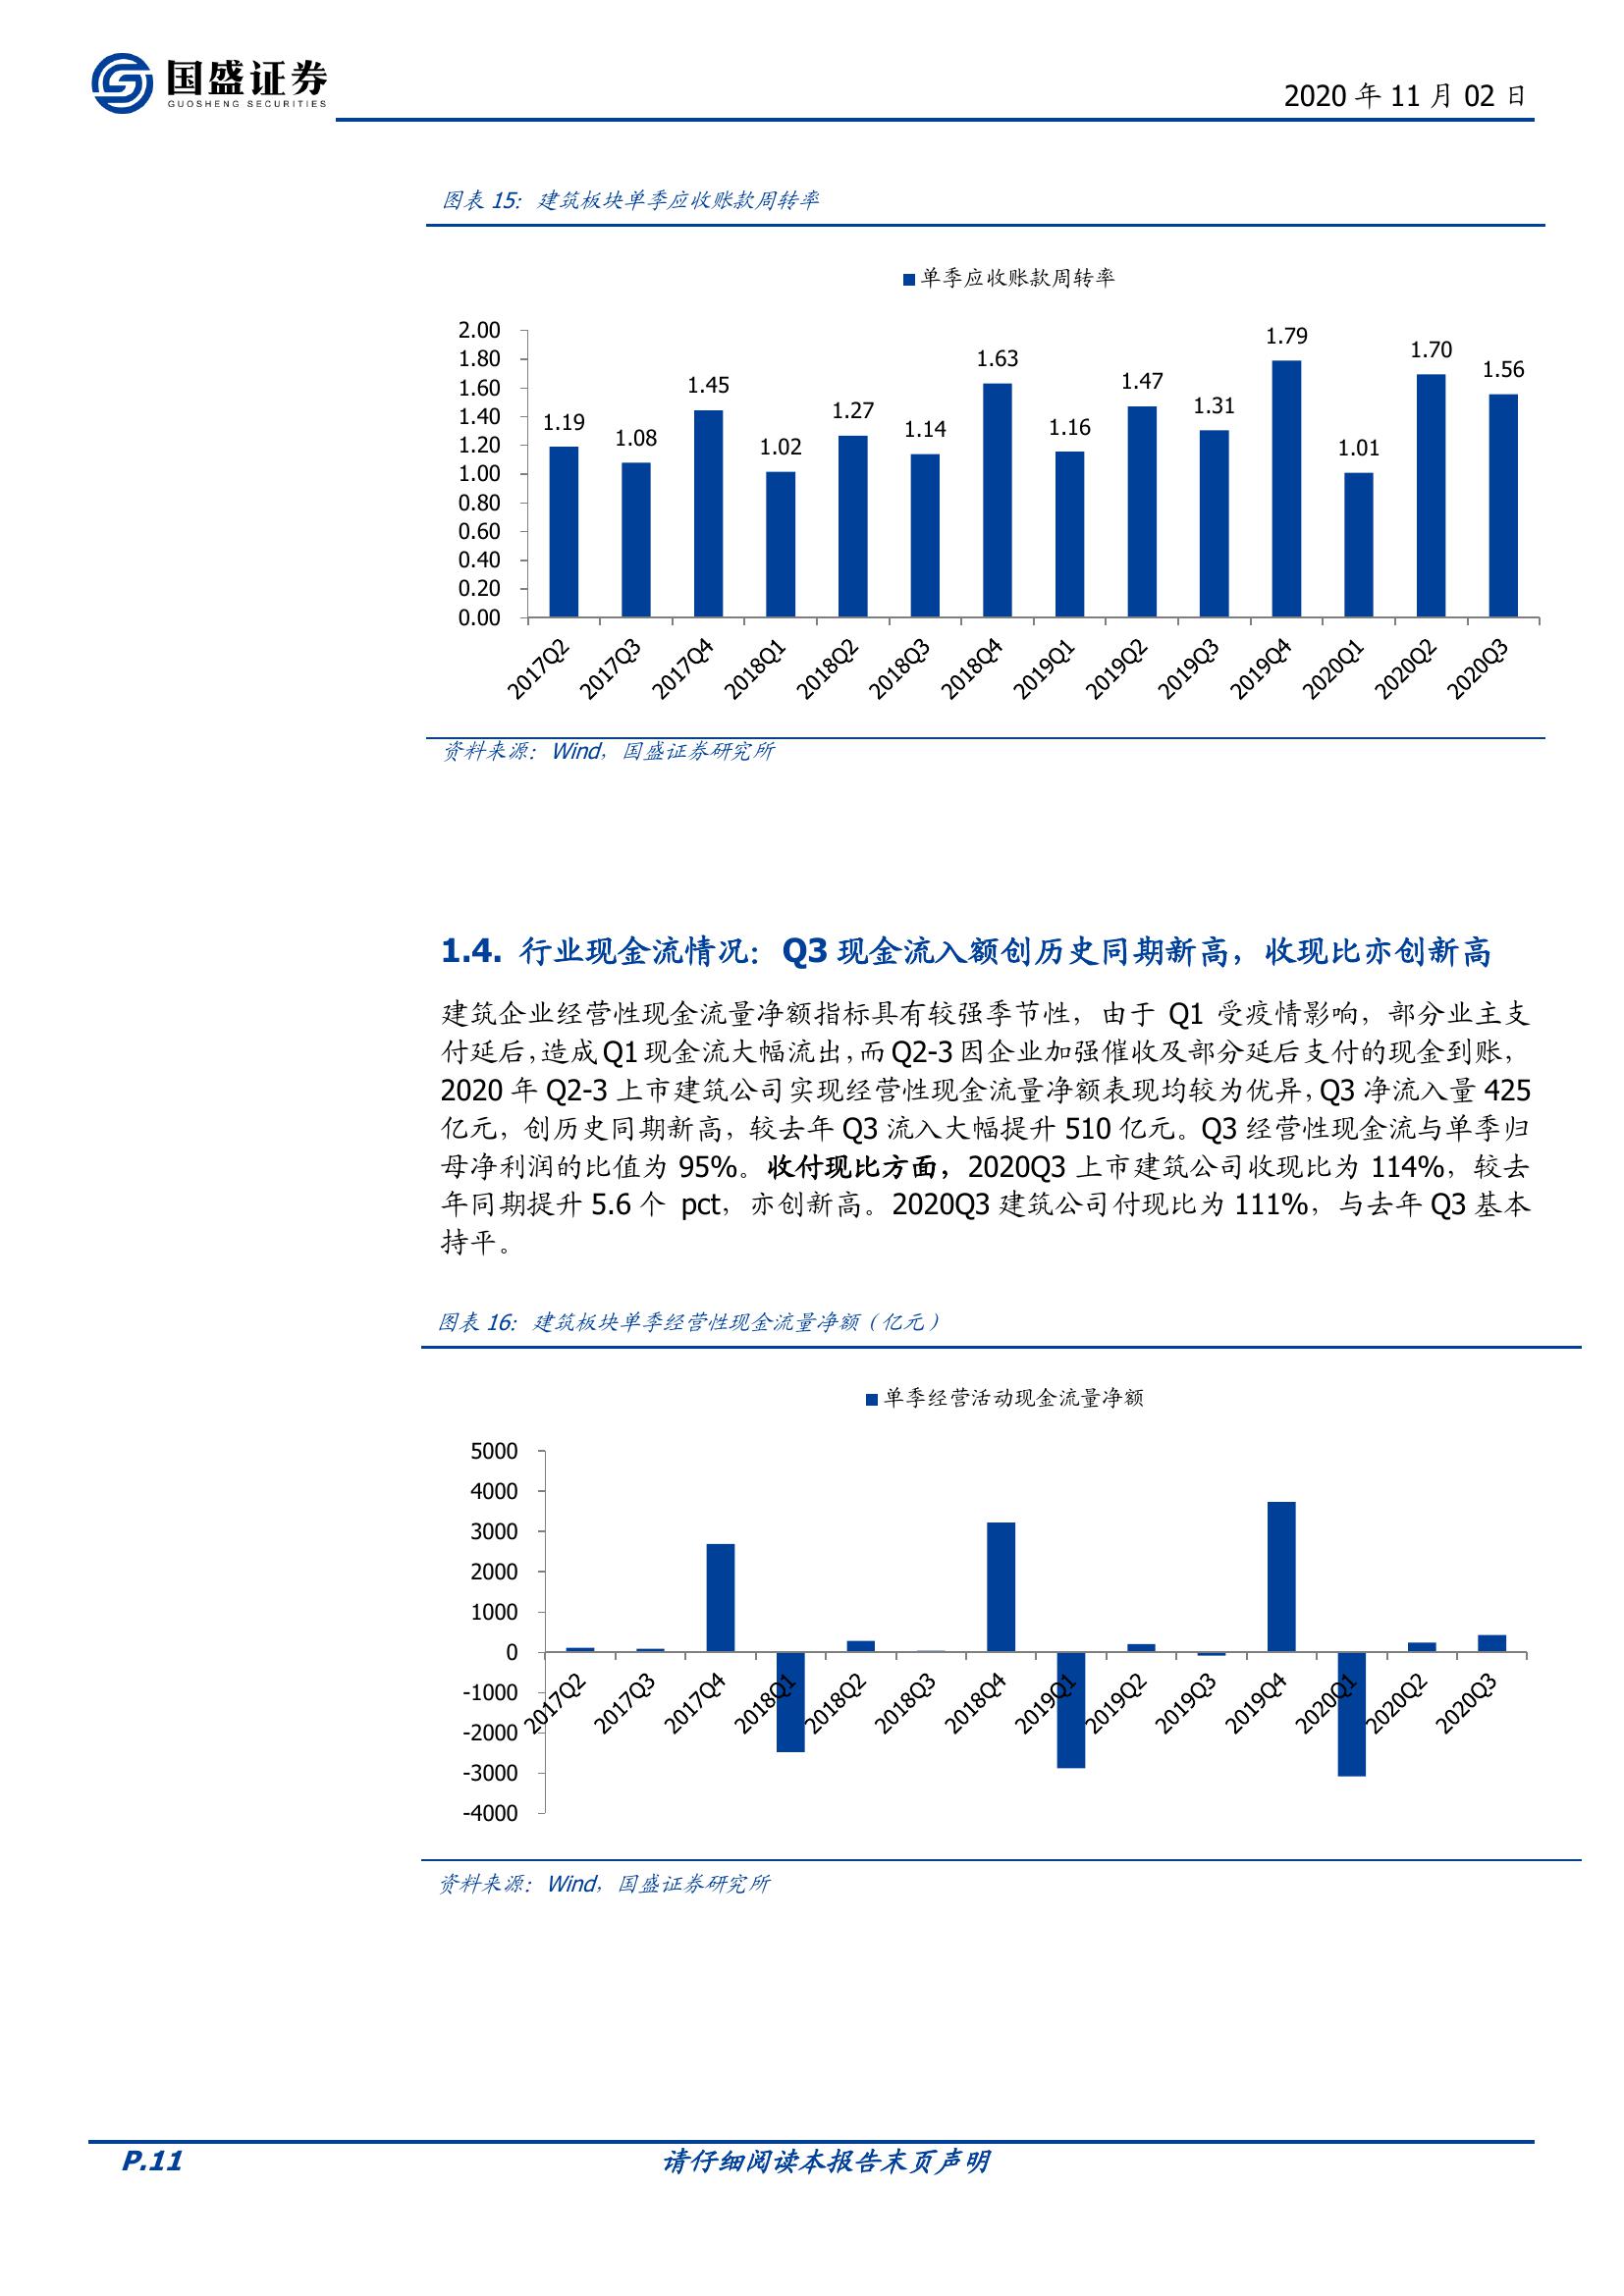 国盛证券
GUOSHENG SECURITIES
2020 年 11 月 02 日
图表 15：建筑板块单季应收账款周转率
单季应收账款周转率
2.00
1.80
1.60
1.40
1.20
1.00
0.80
0.60
0.40
0.20
0.00
1.19
1.08
1.45
1.02
1.27
1.14
1.63
1.16
1.47
1.31
1.79
1.01
1.70
1.56
2017Q2
2017Q3
2017Q4
2018Q1
2018Q2
2018Q3
2018Q4
2019Q1
2019Q2
2019Q3
2019Q4
2020Q1
2020Q2
2020Q3
资料来源：Wind，国盛证券研究所
1.4. 行业现金流情况：Q3 现金流入额创历史同期新高，收现比亦创新高
建筑企业经营性现金流量净额指标具有较强季节性，由于 Q1 受疫情影响，部分业主支
付延后，造成 Q1 现金流大幅流出，而 Q2-3 因企业加强催收及部分延后支付的现金到账，
2020 年 Q2-3 上市建筑公司实现经营性现金流量净额表现均较为优异，Q3 净流入量 425
亿元，创历史同期新高，较去年 Q3 流入大幅提升 510 亿元。Q3 经营性现金流与单季归
母净利润的比值为 95%。收付现比方面，2020Q3 上市建筑公司收现比为 114%，较去
年同期提升 5.6 个 pct，亦创新高。2020Q3 建筑公司付现比为 111%，与去年 Q3 基本
持平。
图表 16：建筑板块单季经营性现金流量净额（亿元）
单季经营活动现金流量净额
5000
4000
3000
2000
1000
0
-1000
-2000
-3000
-4000
2017Q2
2017Q3
2017Q4
2018Q1
2018Q2
2018Q3
2018Q4
2019Q1
2019Q2
2019Q3
2019Q4
2020Q1
2020Q2
2020Q3
资料来源：Wind，国盛证券研究所
P.11
请仔细阅读本报告末页声明